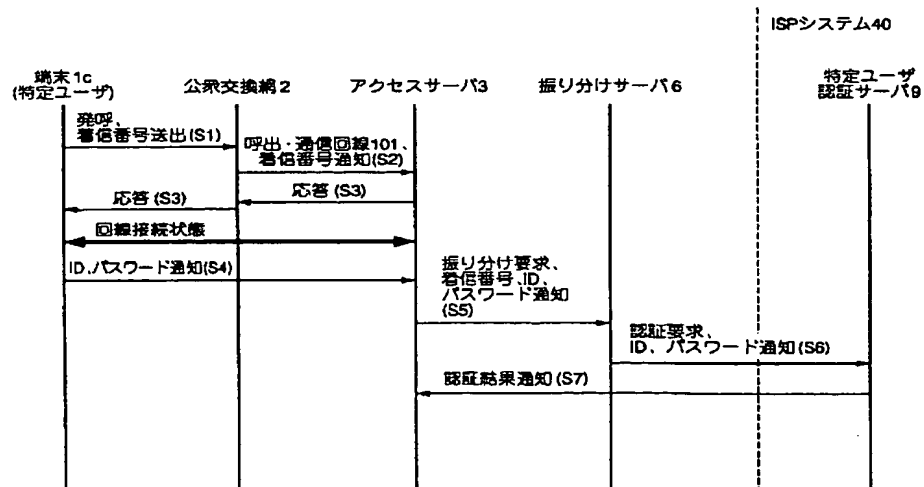 ISPシステム40
端末1c
(特定ユーザ)
公衆交換網2
アクセスサーバ3
振り分けサーバ6
特定ユーザ
認証サーバ9
発呼、
着信番号送出(S1)
呼出・通信回線101、
着信番号通知(S2)
応答(S3)
応答(S3)
回線接続状態
ID、パスワード通知(S4)
振り分け要求、
着信番号、ID、
パスワード通知
(S5)
認証要求、
ID、パスワード通知(S6)
認証結果通知(S7)